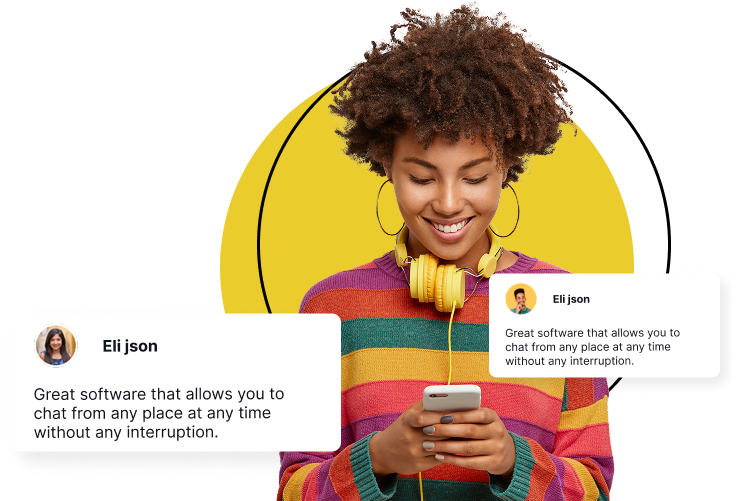 Eli json
Great software that allows you to
chat from any place at any time
without any interruption.
Eli json
Great software that allows you to
chat from any place at any time
without any interruption.